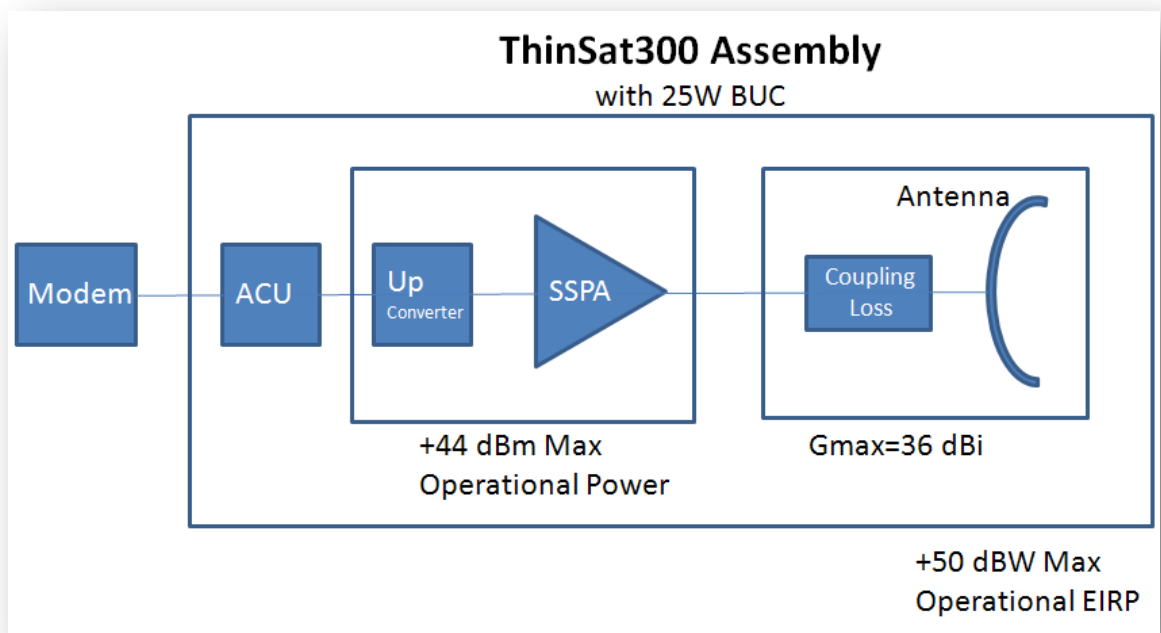 ThinSat300 Assembly
with 25W BUC
Modem
ACU
Up
Converter
SSPA
Coupling
Loss
Antenna
+44 dBm Max
Operational Power
Gmax=36 dBi
+50 dBW Max
Operational EIRP